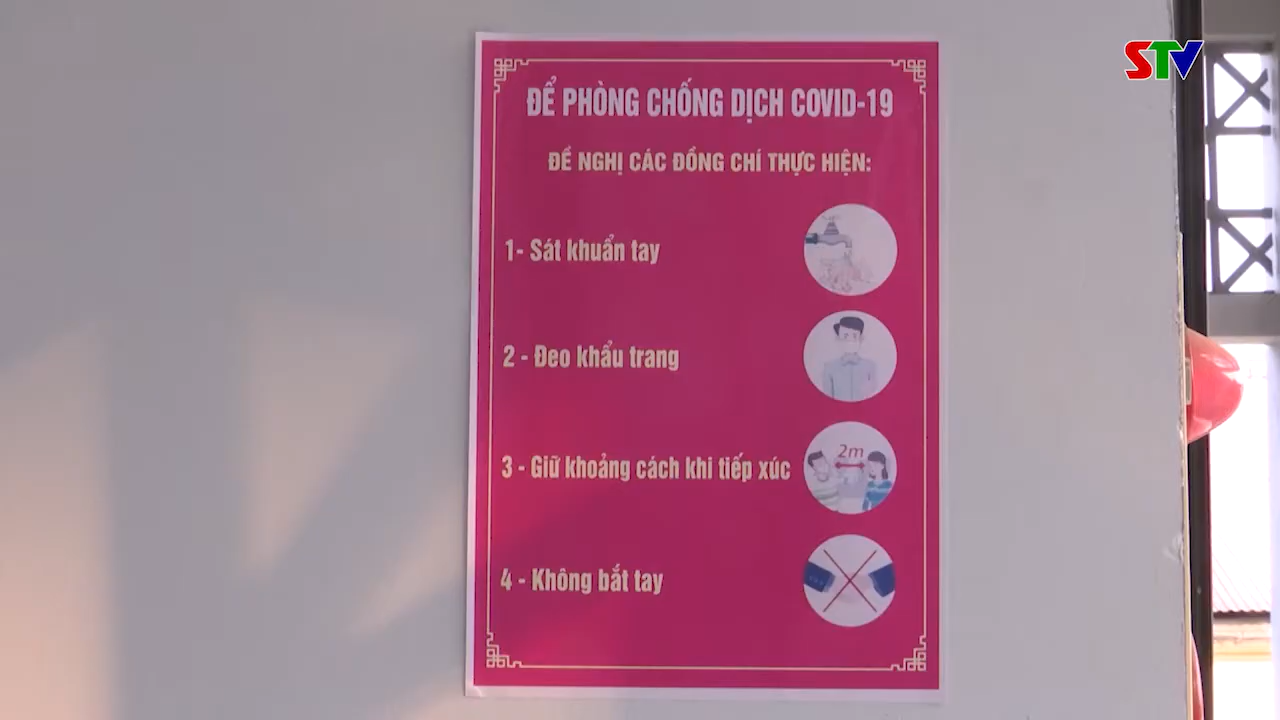 STV
ĐỂ PHÒNG CHỐNG DỊCH COVID-19
ĐỀ NGHỊ CÁC ĐỒNG CHÍ THỰC HIỆN:
1- Sát khuẩn tay
2 - Đeo khẩu trang
2m
3 - Giữ khoảng cách khi tiếp xúc
4 - Không bắt tay